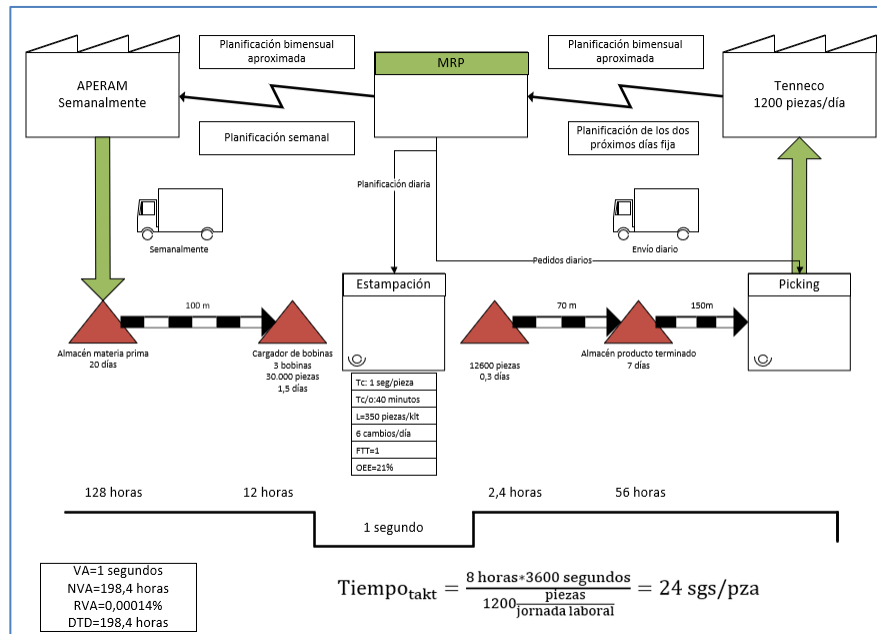 Planificación bimensual
aproximada
MRP
Planificación bimensual
aproximada
APERAM
Semanalmente
Tenneco
1200 piezas/día
Planificación semanal
Planificación de los dos
próximos días fija
Planificación diaria
Semanalmente
Envío diario
Pedidos diarios
Estampación
Picking
100 m
70 m
150m
Almacén materia prima
20 días
Cargador de bobinas
3 bobinas
30.000 piezas
1,5 días
12600 piezas
0,3 días
Almacén producto terminado
7 días
Tc: 1 seg/pieza
Tc/o:40 minutos
L=350 piezas/klt
6 cambios/día
FTT=1
OEE=21%
128 horas
12 horas
2,4 horas
56 horas
1 segundo
VA=1 segundos
NVA=198,4 horas
RVA=0,00014%
DTD=198,4 horas
Tiempo_takt = (8 horas*3600 segundos) / (1200 piezas/jornada laboral) = 24 sgs/pza